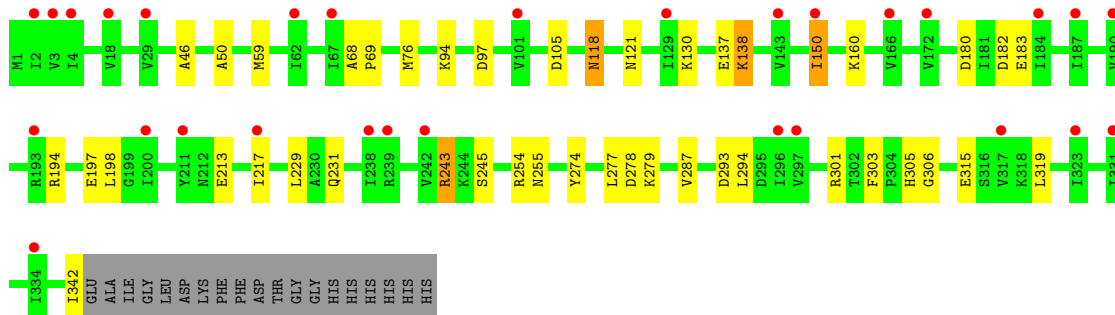 M1 I2 V3 I4 V18 V29 A46 A50 M59 I62 I67 A68 P69 M76 K94 D97 V101 D105 N118 N121 I129 K130 E137 K138 V143 I150 K160 V166 V172 D180 I181 D182 E183 I184 I187 V190
R193 R194 E197 L198 G199 I200 Y211 N212 E213 I217 L229 A230 Q231 I238 R239 V242 R243 K244 S245 R254 N255 Y274 L277 D278 K279 V287 D293 L294 D295 I296 V297 R301 T302 F303 P304 H305 G306 E315 S316 V317 K318 L319 I323 I331
I334 I342 GLU ALA ILE GLY LEU ASP LYS PHE PHE ASP THR GLY GLY HIS HIS HIS HIS HIS HIS